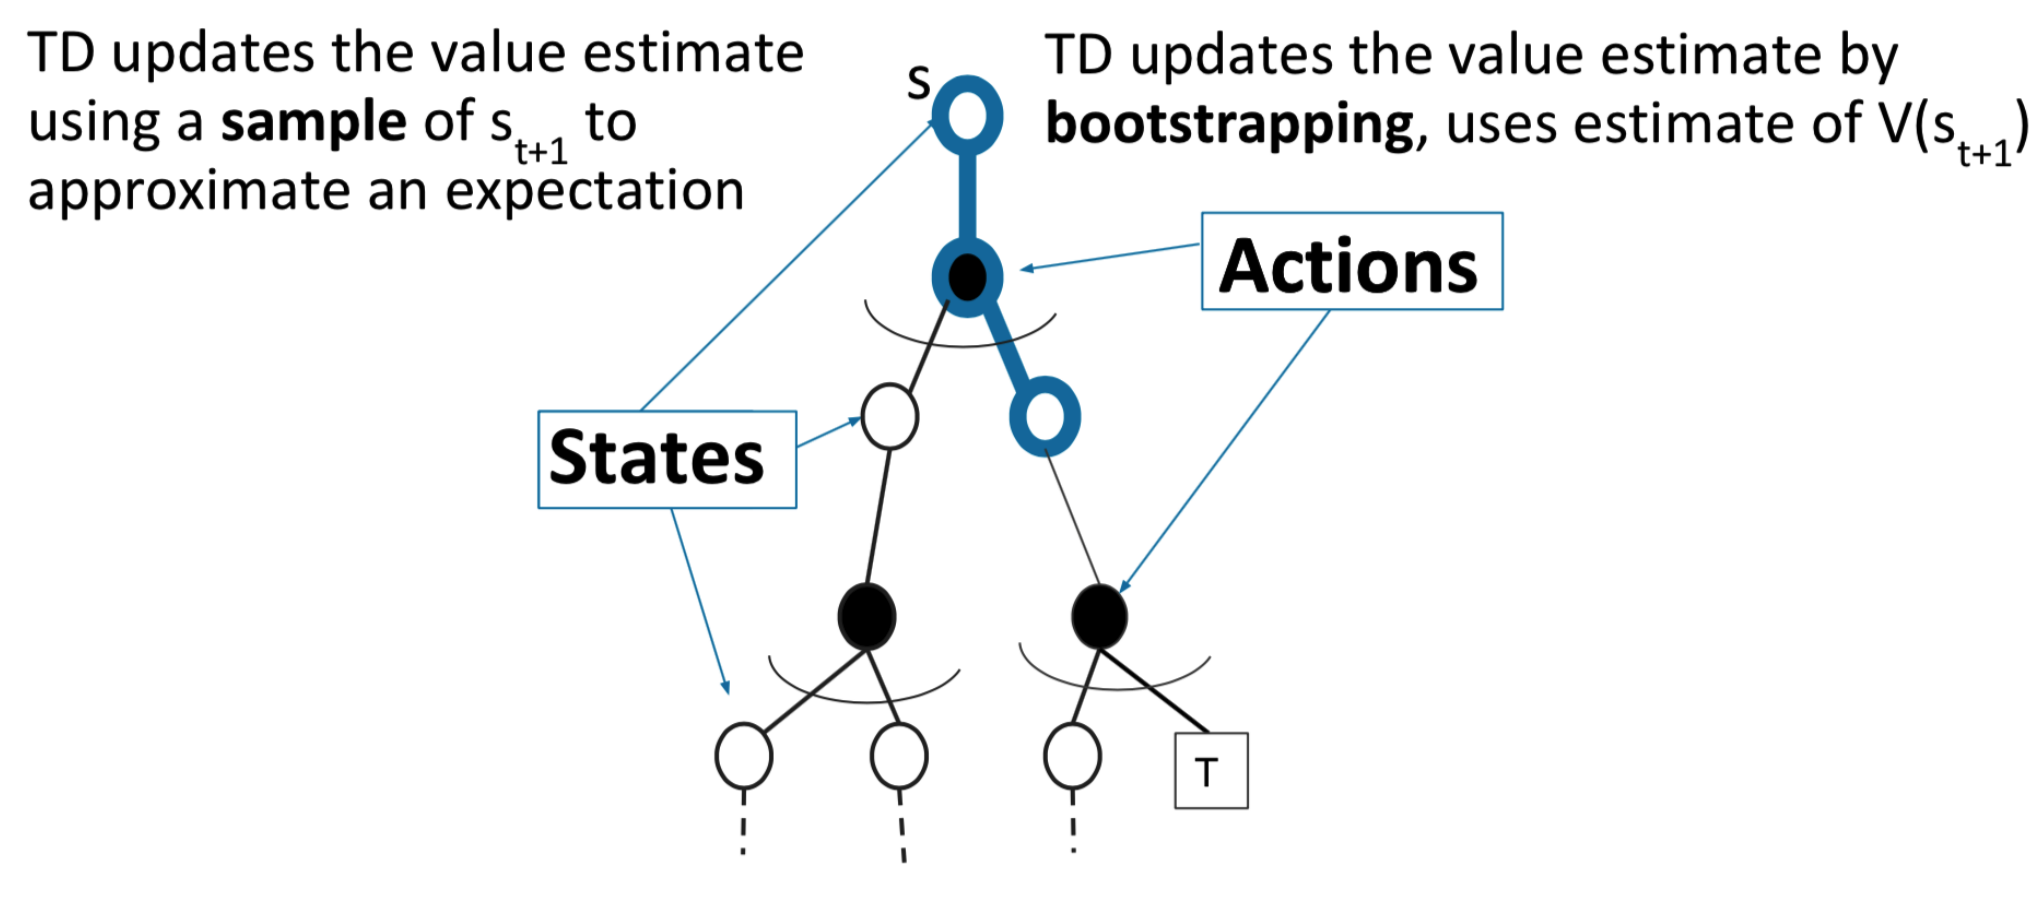 TD updates the value estimate
using a sample of s_{t+1} to
approximate an expectation
s
TD updates the value estimate by
bootstrapping, uses estimate of V(s_{t+1})
Actions
States
T